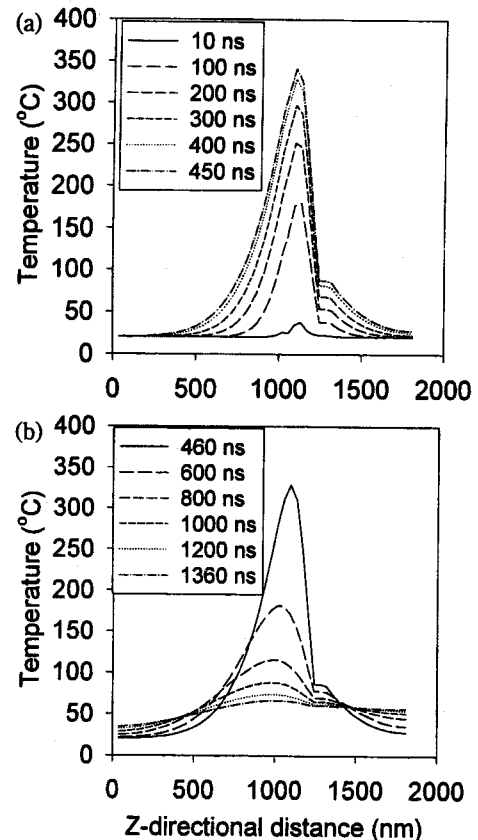 (a)
400
350
300
250
200
150
100
50
0
Temperature (°C)
10 ns
100 ns
200 ns
300 ns
400 ns
450 ns
0 500 1000 1500 2000
(b)
400
350
300
250
200
150
100
50
0
Temperature (°C)
460 ns
600 ns
800 ns
1000 ns
1200 ns
1360 ns
0 500 1000 1500 2000
Z-directional distance (nm)